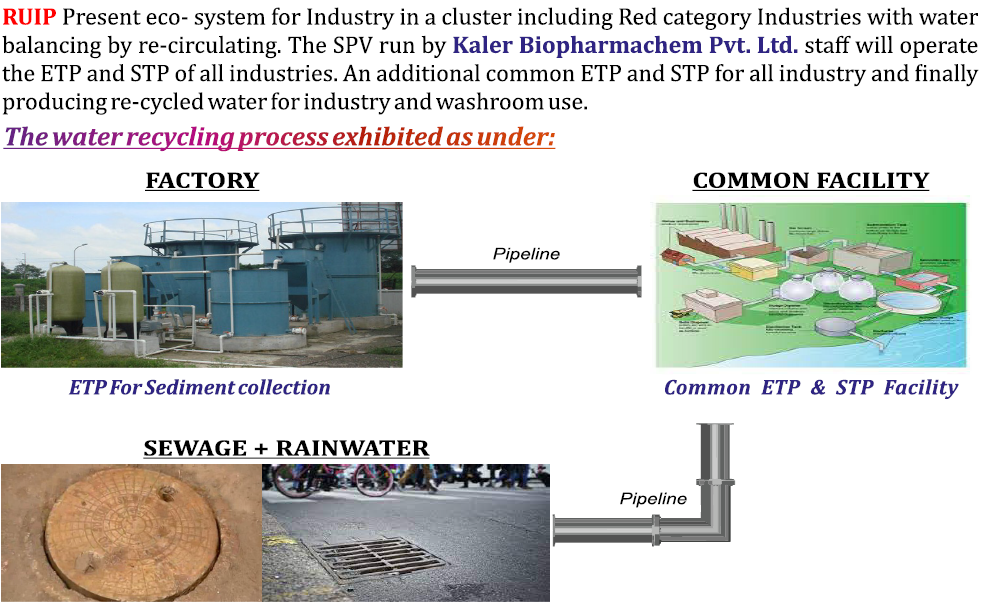 RUIP Present eco- system for Industry in a cluster including Red category Industries with water
balancing by re-circulating. The SPV run by Kaler Biopharmachem Pvt. Ltd. staff will operate
the ETP and STP of all industries. An additional common ETP and STP for all industry and finally
producing re-cycled water for industry and washroom use.
The water recycling process exhibited as under:
FACTORY
COMMON FACILITY
Pipeline
ETP For Sediment collection
Common ETP & STP Facility
SEWAGE + RAINWATER
Pipeline